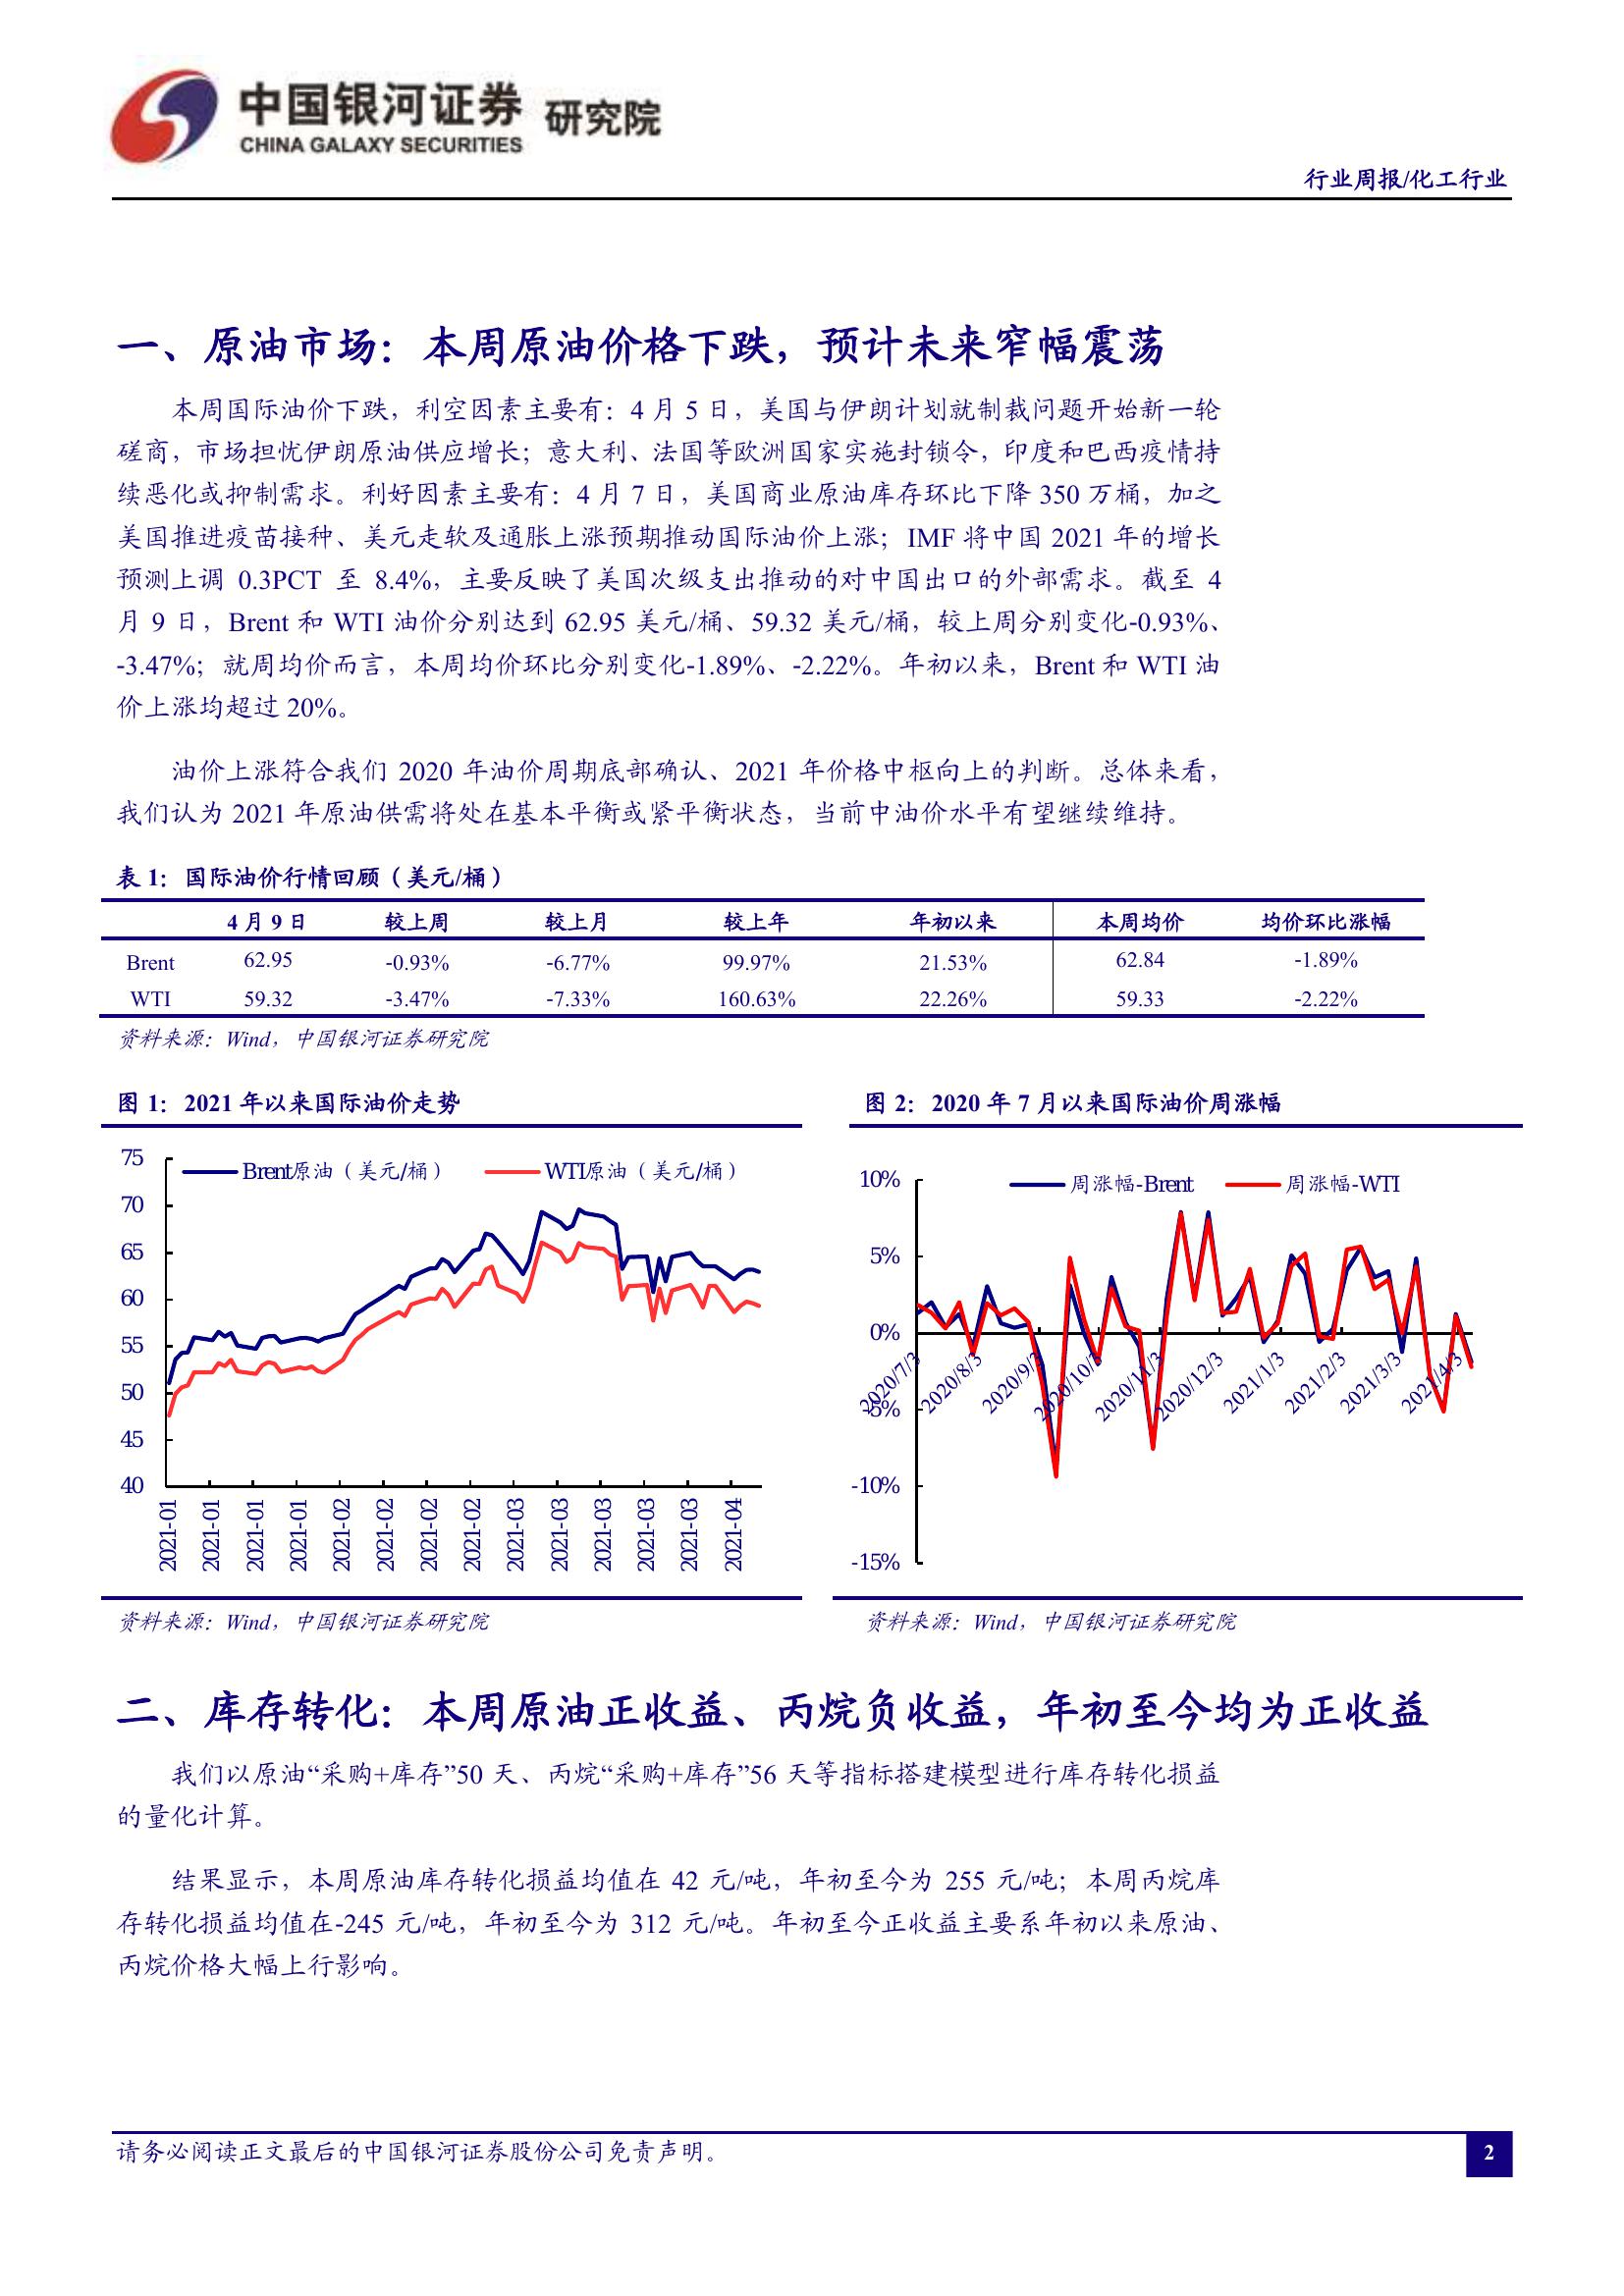 中国银河证券 研究院
CHINA GALAXY SECURITIES
行业周报/化工行业
一、原油市场：本周原油价格下跌，预计未来窄幅震荡
本周国际油价下跌，利空因素主要有：4 月 5 日，美国与伊朗计划就制裁问题开始新一轮
磋商，市场担忧伊朗原油供应增长；意大利、法国等欧洲国家实施封锁令，印度和巴西疫情持
续恶化或抑制需求。利好因素主要有：4 月 7 日，美国商业原油库存环比下降 350 万桶，加之
美国推进疫苗接种、美元走软及通胀上涨预期推动国际油价上涨；IMF 将中国 2021 年的增长
预测上调 0.3PCT 至 8.4%，主要反映了美国次级支出推动的对中国出口的外部需求。截至 4
月 9 日，Brent 和 WTI 油价分别达到 62.95 美元/桶、59.32 美元/桶，较上周分别变化-0.93%、
-3.47%；就周均价而言，本周均价环比分别变化-1.89%、-2.22%。年初以来，Brent 和 WTI 油
价上涨均超过 20%。
油价上涨符合我们 2020 年油价周期底部确认、2021 年价格中枢向上的判断。总体来看，
我们认为 2021 年原油供需将处在基本平衡或紧平衡状态，当前中油价水平有望继续维持。
表 1：国际油价行情回顾（美元/桶）
4 月 9 日 较上周 较上月 较上年 年初以来 本周均价 均价环比涨幅
Brent 62.95 -0.93% -6.77% 99.97% 21.53% 62.84 -1.89%
WTI 59.32 -3.47% -7.33% 160.63% 22.26% 59.33 -2.22%
资料来源：Wind，中国银河证券研究院
图 1：2021 年以来国际油价走势
Brent原油（美元/桶） WTI原油（美元/桶）
75
70
65
60
55
50
45
40
2021-01 2021-01 2021-01 2021-01 2021-02 2021-02 2021-02 2021-02 2021-03 2021-03 2021-03 2021-03 2021-03 2021-04
资料来源：Wind，中国银河证券研究院
图 2：2020 年 7 月以来国际油价周涨幅
周涨幅-Brent 周涨幅-WTI
10%
5%
0%
-5%
-10%
-15%
2020/7/3 2020/8/3 2020/9/3 2020/10/3 2020/11/3 2020/12/3 2021/1/3 2021/2/3 2021/3/3 2021/4/3
资料来源：Wind，中国银河证券研究院
二、库存转化：本周原油正收益、丙烷负收益，年初至今均为正收益
我们以原油“采购+库存”50 天、丙烷“采购+库存”56 天等指标搭建模型进行库存转化损益
的量化计算。
结果显示，本周原油库存转化损益均值在 42 元/吨，年初至今为 255 元/吨；本周丙烷库
存转化损益均值在-245 元/吨，年初至今为 312 元/吨。年初至今正收益主要系年初以来原油、
丙烷价格大幅上行影响。
请务必阅读正文最后的中国银河证券股份公司免责声明。
2